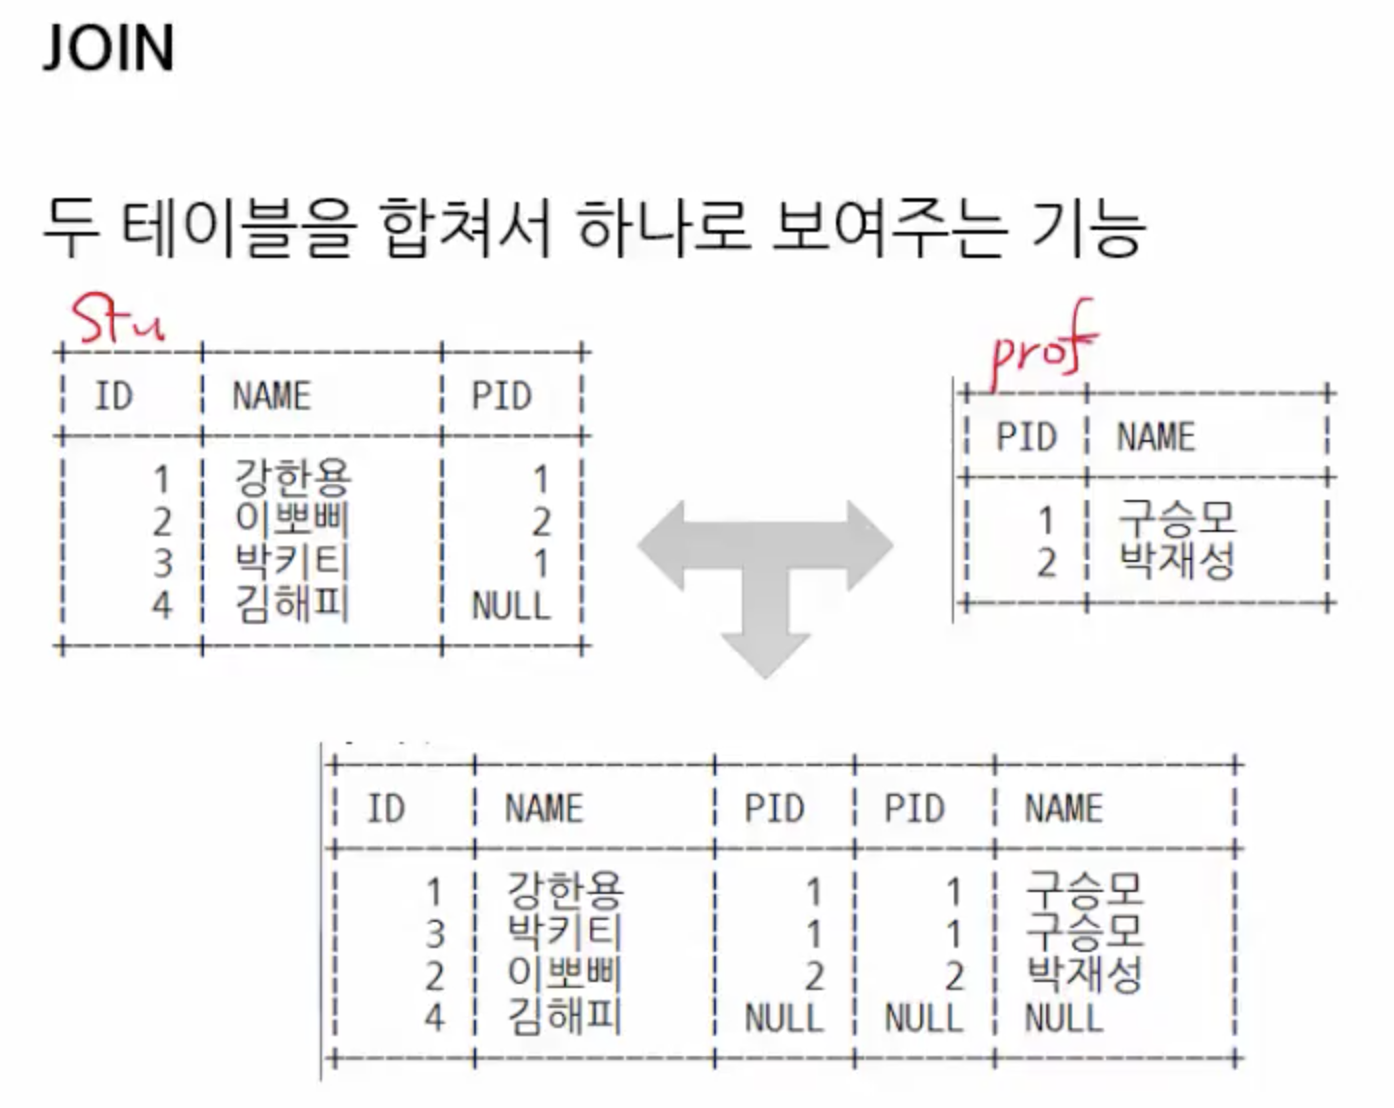 JOIN
두 테이블을 합쳐서 하나로 보여주는 기능
Stu
ID NAME PID
1 강한용 1
2 이뽀삐 2
3 박키티 1
4 김해피 NULL
prof
PID NAME
1 구승모
2 박재성
ID NAME PID PID NAME
1 강한용 1 1 구승모
3 박키티 1 1 구승모
2 이뽀삐 2 2 박재성
4 김해피 NULL NULL NULL